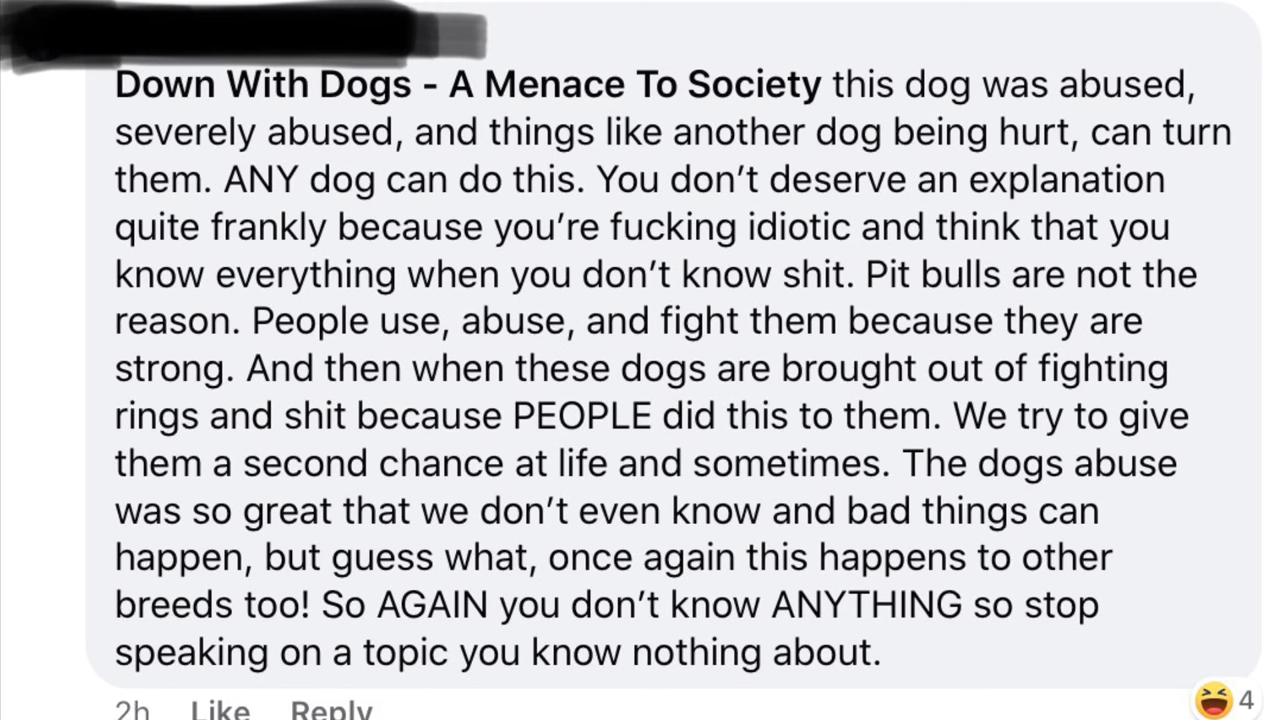 Down With Dogs - A Menace To Society this dog was abused,
severely abused, and things like another dog being hurt, can turn
them. ANY dog can do this. You don’t deserve an explanation
quite frankly because you’re fucking idiotic and think that you
know everything when you don’t know shit. Pit bulls are not the
reason. People use, abuse, and fight them because they are
strong. And then when these dogs are brought out of fighting
rings and shit because PEOPLE did this to them. We try to give
them a second chance at life and sometimes. The dogs abuse
was so great that we don’t even know and bad things can
happen, but guess what, once again this happens to other
breeds too! So AGAIN you don’t know ANYTHING so stop
speaking on a topic you know nothing about.
2h Like Reply 4